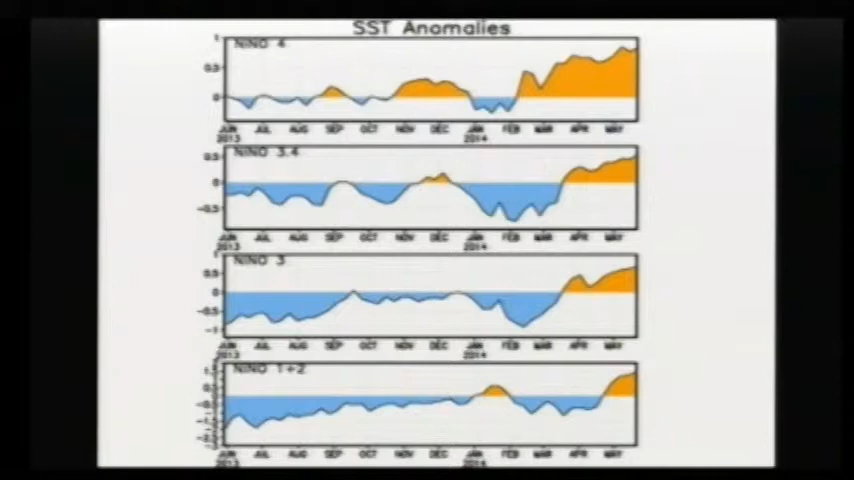 SST Anomalies
NINO 4
1
0.5
0
JUN JUL AUG SEP OCT NOV DEC JAN FEB MAR APR MAY
2013 2014
NINO 3.4
0.5
0
-0.5
JUN JUL AUG SEP OCT NOV DEC JAN FEB MAR APR MAY
2013 2014
NINO 3
1
0.5
0
-0.5
-1
JUN JUL AUG SEP OCT NOV DEC JAN FEB MAR APR MAY
2013 2014
NINO 1+2
JUN JUL AUG SEP OCT NOV DEC JAN FEB MAR APR MAY
2013 2014